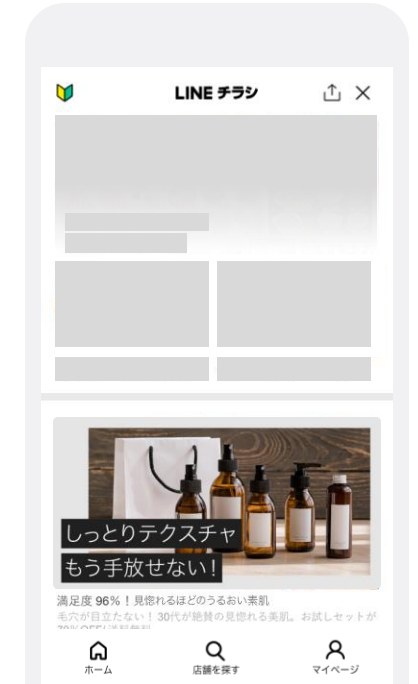 LINE チラシ
しっとりテクスチャ
もう手放せない！
満足度 96%！見惚れるほどのうるおい素肌
毛穴が目立たない！30代が絶賛の見惚れる美肌。お試しセットが
ホーム
店舗を探す
マイページ